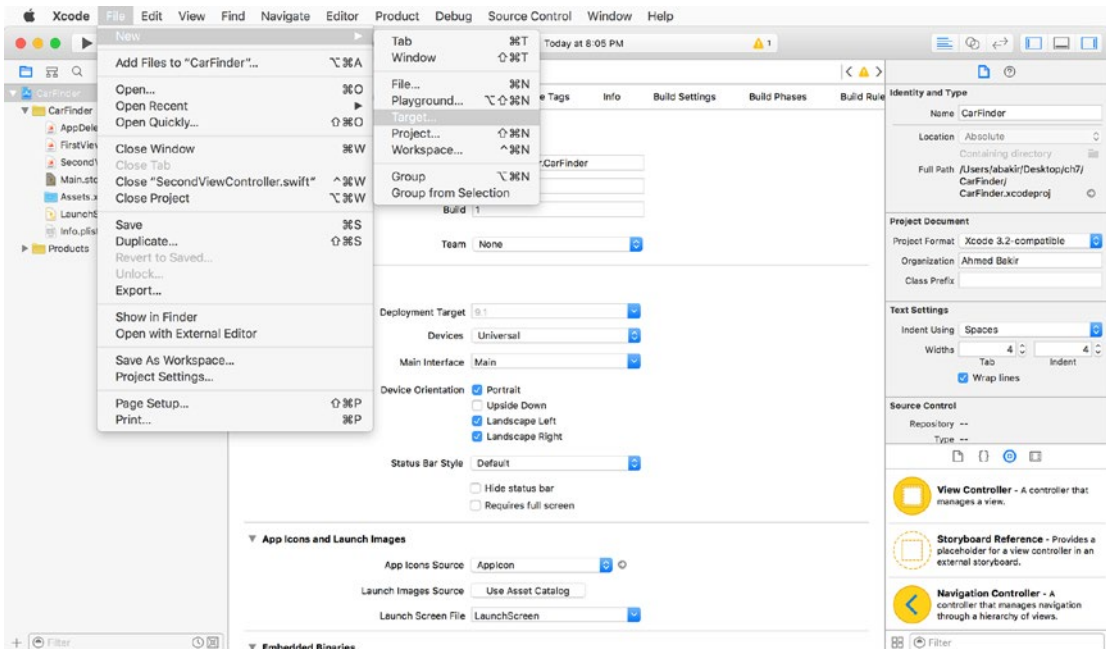 Xcode File Edit View Find Navigate Editor Product Debug Source Control Window Help
New
Add Files to “CarFinder”... ⌥⌘A
Open... ⌘O
Open Recent
Open Quickly... ⇧⌘O
Close Window ⌘W
Close Tab
Close “SecondViewController.swift” ^⌘W
Close Project ⌥⌘W
Save ⌘S
Duplicate... ⇧⌘S
Revert to Saved...
Unlock...
Export...
Show in Finder
Open with External Editor
Save As Workspace...
Project Settings...
Page Setup... ⇧⌘P
Print... ⌘P
Tab ⌘T
Window ⇧⌘T
File... ⌘N
Playground... ⌥⇧⌘N
Target...
Project... ⇧⌘N
Workspace... ^⌘N
Group ⌥⌘N
Group from Selection
Today at 8:05 PM
1
CarFinder
CarFinder
AppDele
FirstView
SecondV
Main.sto
Assets.x
LaunchS
Info.plist
Products
Filter
e Tags Info Build Settings Build Phases Build Rule
.CarFinder
Build 1
Team None
Deployment Target 9.1
Devices Universal
Main Interface Main
Device Orientation Portrait
Upside Down
Landscape Left
Landscape Right
Status Bar Style Default
Hide status bar
Requires full screen
App Icons and Launch Images
App Icons Source AppIcon
Launch Images Source Use Asset Catalog
Launch Screen File LaunchScreen
Embedded Binaries
Identity and Type
Name CarFinder
Location Absolute
Containing directory
Full Path /Users/abakir/Desktop/ch7/
CarFinder/
CarFinder.xcodeproj
Project Document
Project Format Xcode 3.2-compatible
Organization Ahmed Bakir
Class Prefix
Text Settings
Indent Using Spaces
Widths 4 4
Tab Indent
Wrap lines
Source Control
Repository --
Type --
{}
View Controller - A controller that
manages a view.
Storyboard Reference - Provides a
placeholder for a view controller in an
external storyboard.
Navigation Controller - A
controller that manages navigation
through a hierarchy of views.
Filter